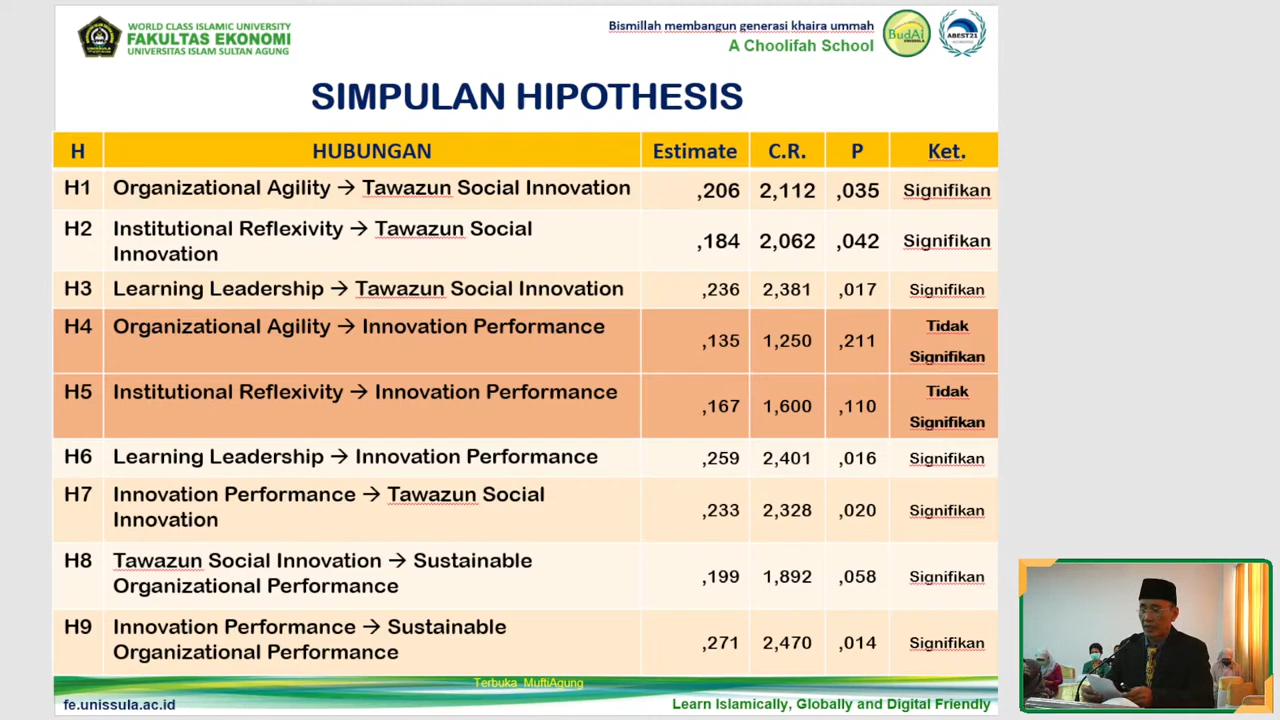 WORLD CLASS ISLAMIC UNIVERSITY
FAKULTAS EKONOMI
UNIVERSITAS ISLAM SULTAN AGUNG
Bismillah membangun generasi khaira ummah
A Choolifah School
BudAi
UNISSULA
ABEST21
SIMPULAN HIPOTHESIS
H HUBUNGAN Estimate C.R. P Ket.
H1 Organizational Agility → Tawazun Social Innovation ,206 2,112 ,035 Signifikan
H2 Institutional Reflexivity → Tawazun Social
Innovation ,184 2,062 ,042 Signifikan
H3 Learning Leadership → Tawazun Social Innovation ,236 2,381 ,017 Signifikan
H4 Organizational Agility → Innovation Performance ,135 1,250 ,211 Tidak
Signifikan
H5 Institutional Reflexivity → Innovation Performance ,167 1,600 ,110 Tidak
Signifikan
H6 Learning Leadership → Innovation Performance ,259 2,401 ,016 Signifikan
H7 Innovation Performance → Tawazun Social
Innovation ,233 2,328 ,020 Signifikan
H8 Tawazun Social Innovation → Sustainable
Organizational Performance ,199 1,892 ,058 Signifikan
H9 Innovation Performance → Sustainable
Organizational Performance ,271 2,470 ,014 Signifikan
Terbuka MuftiAgung
fe.unissula.ac.id
Learn Islamically, Globally and Digital Friendly